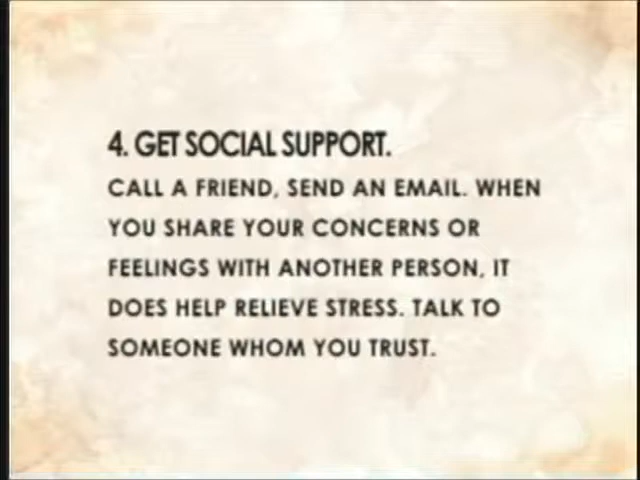 4. GET SOCIAL SUPPORT.
CALL A FRIEND, SEND AN EMAIL. WHEN
YOU SHARE YOUR CONCERNS OR
FEELINGS WITH ANOTHER PERSON, IT
DOES HELP RELIEVE STRESS. TALK TO
SOMEONE WHOM YOU TRUST.